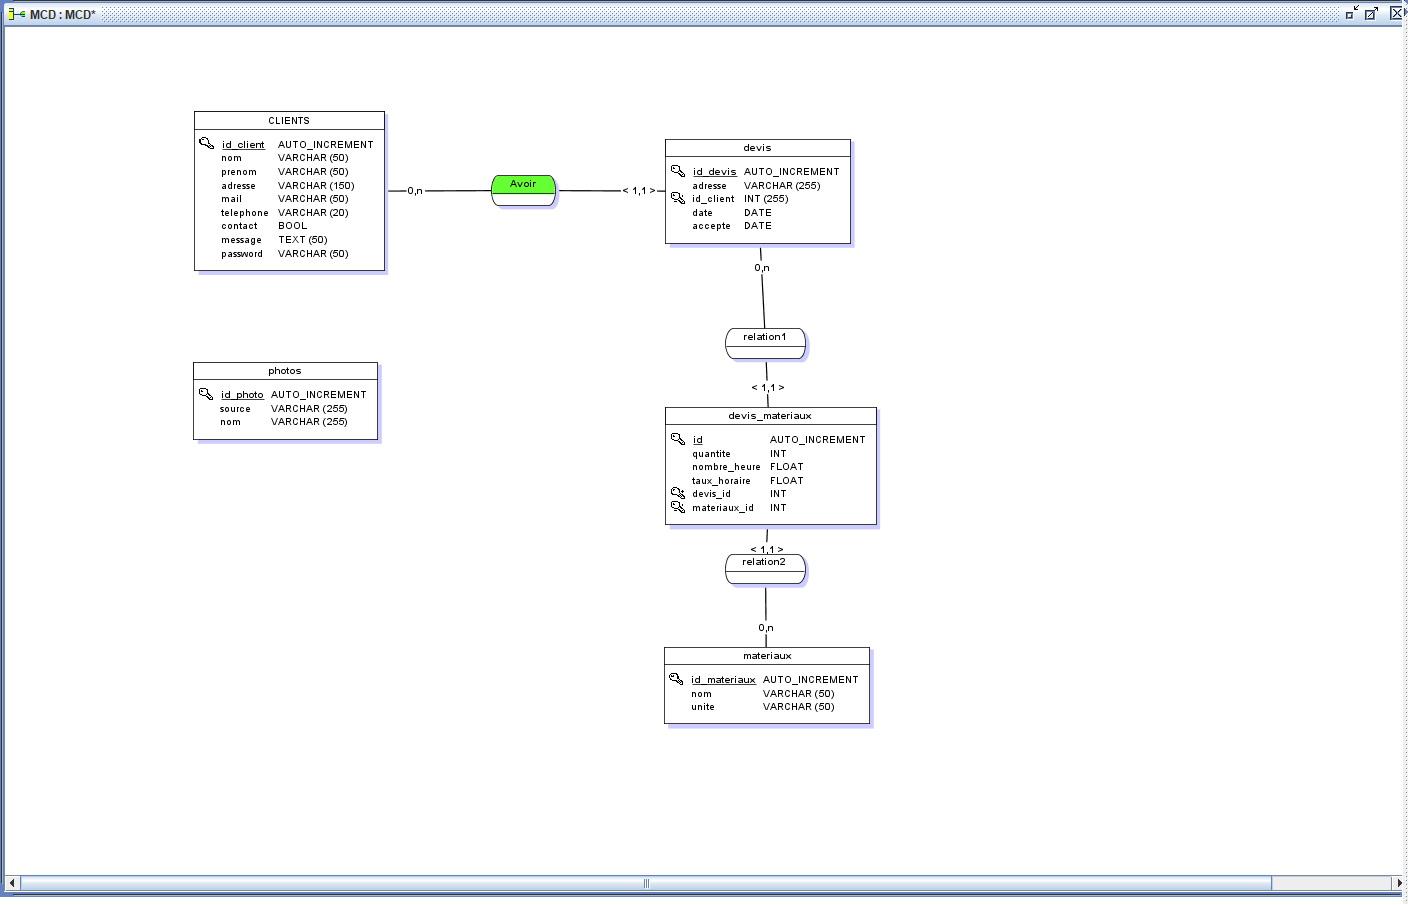 MCD : MCD*
CLIENTS
id_client AUTO_INCREMENT
nom VARCHAR (50)
prenom VARCHAR (50)
adresse VARCHAR (150)
mail VARCHAR (50)
telephone VARCHAR (20)
contact BOOL
message TEXT (50)
password VARCHAR (50)
0,n
Avoir
< 1,1 >
devis
id_devis AUTO_INCREMENT
adresse VARCHAR (255)
id_client INT (255)
date DATE
accepte DATE
0,n
relation1
< 1,1 >
photos
id_photo AUTO_INCREMENT
source VARCHAR (255)
nom VARCHAR (255)
devis_materiaux
id AUTO_INCREMENT
quantite INT
nombre_heure FLOAT
taux_horaire FLOAT
devis_id INT
materiaux_id INT
< 1,1 >
relation2
0,n
materiaux
id_materiaux AUTO_INCREMENT
nom VARCHAR (50)
unite VARCHAR (50)